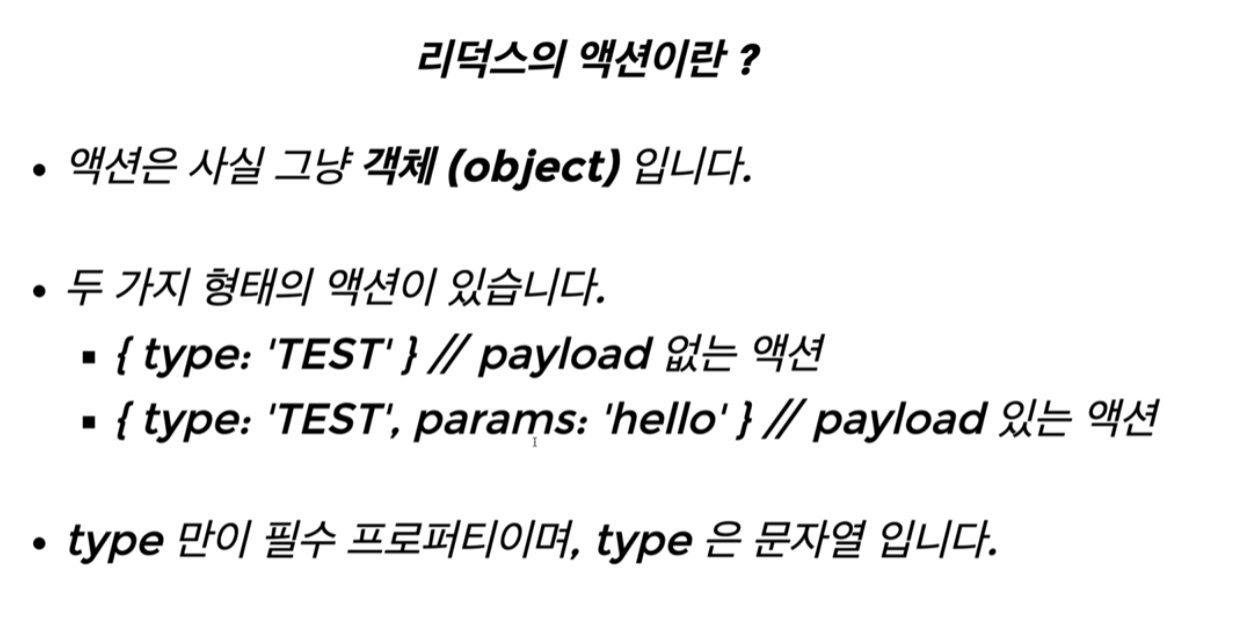 리덕스의 액션이란 ?
• 액션은 사실 그냥 객체 (object) 입니다.
• 두 가지 형태의 액션이 있습니다.
▪ { type: 'TEST' } // payload 없는 액션
▪ { type: 'TEST', params: 'hello' } // payload 있는 액션
• type 만이 필수 프로퍼티이며, type 은 문자열 입니다.